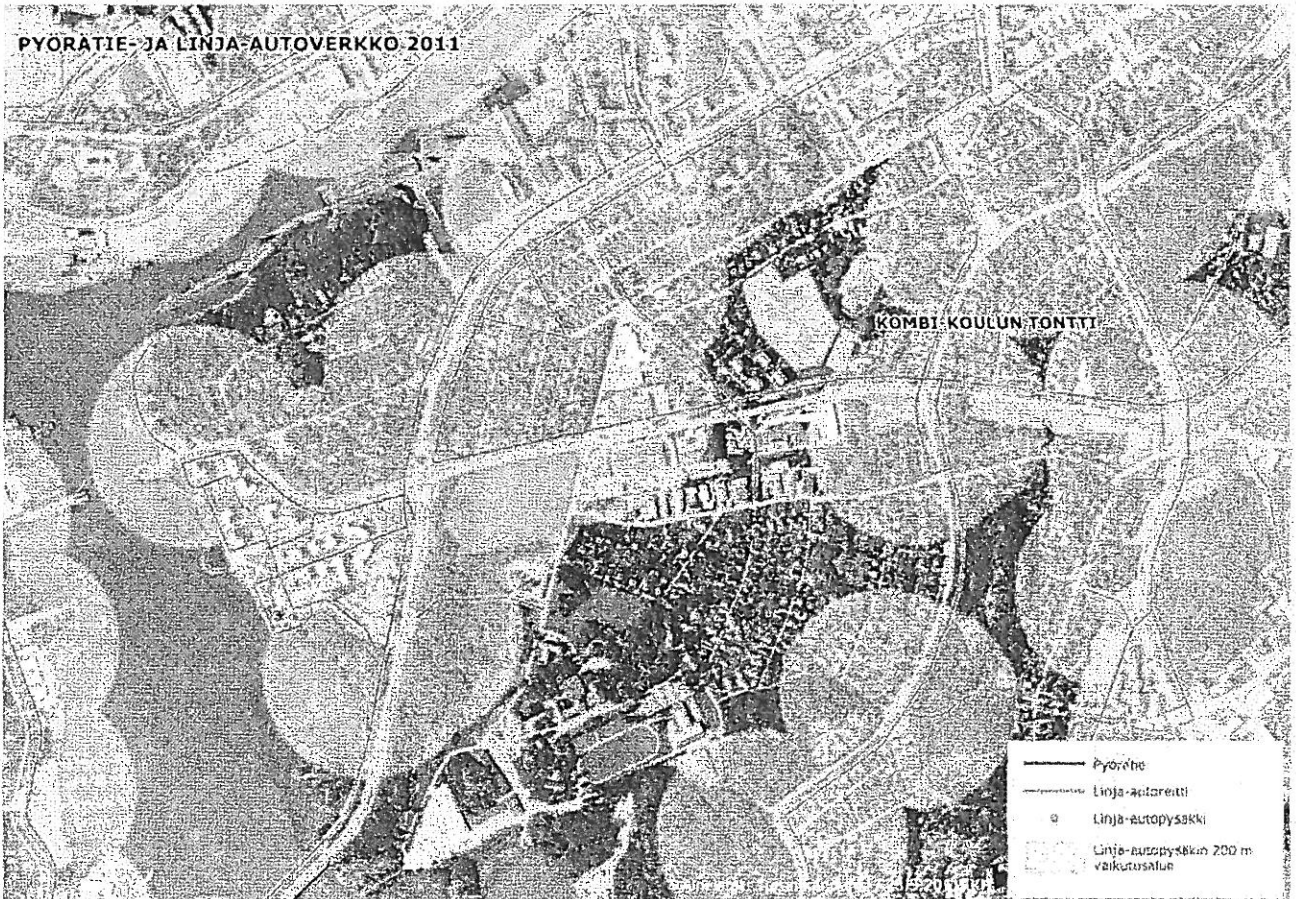 PYÖRÄTIE- JA LINJA-AUTOVERKKO 2011
KOMBI-KOULUN TONTTI
Pyörätie
Linja-autoreitti
Linja-autopysäkki
Linja-autopysäkin 200 m
vaikutusalue